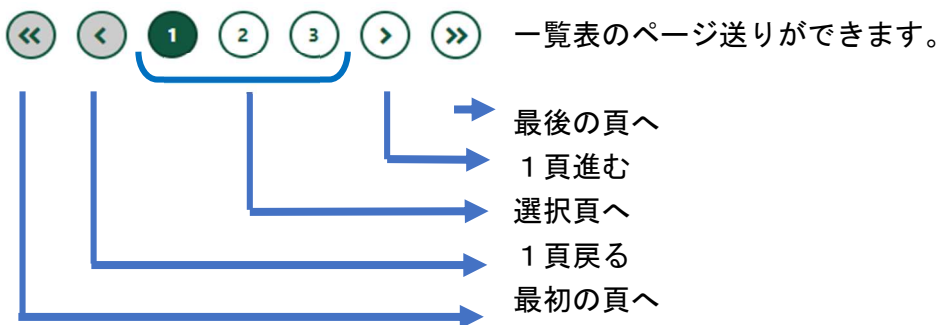 « < 1 2 3 > » 一覧表のページ送りができます。
最後の頁へ
１頁進む
選択頁へ
１頁戻る
最初の頁へ